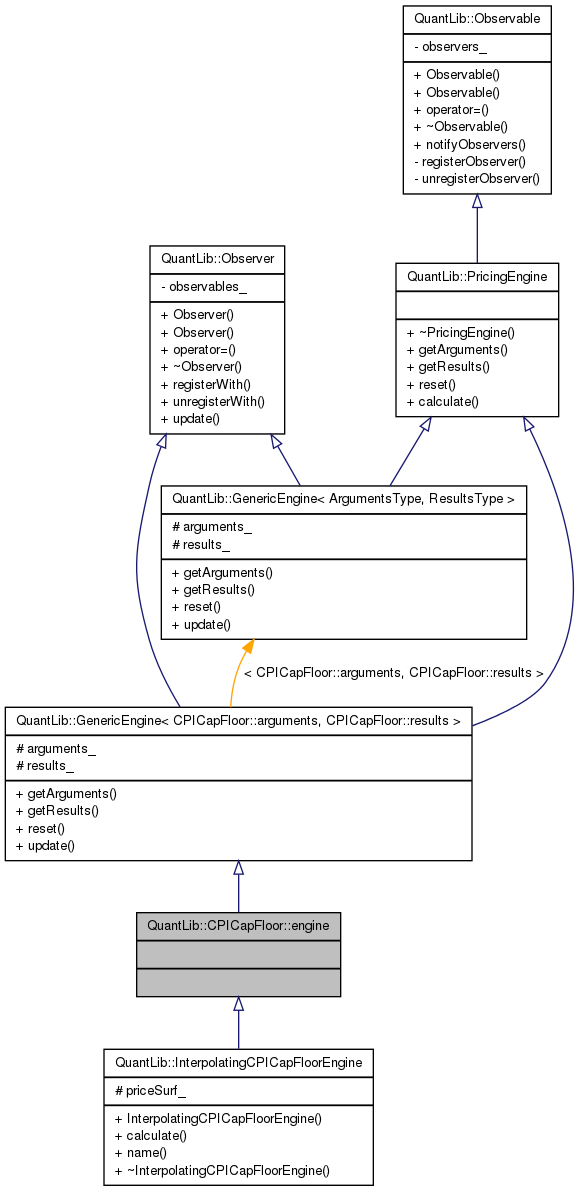 QuantLib::Observable
- observers_
+ Observable()
+ Observable()
+ operator=()
+ ~Observable()
+ notifyObservers()
- registerObserver()
- unregisterObserver()
QuantLib::Observer
- observables_
+ Observer()
+ Observer()
+ operator=()
+ ~Observer()
+ registerWith()
+ unregisterWith()
+ update()
QuantLib::PricingEngine
+ ~PricingEngine()
+ getArguments()
+ getResults()
+ reset()
+ calculate()
QuantLib::GenericEngine< ArgumentsType, ResultsType >
# arguments_
# results_
+ getArguments()
+ getResults()
+ reset()
+ update()
< CPICapFloor::arguments, CPICapFloor::results >
QuantLib::GenericEngine< CPICapFloor::arguments, CPICapFloor::results >
# arguments_
# results_
+ getArguments()
+ getResults()
+ reset()
+ update()
QuantLib::CPICapFloor::engine
QuantLib::InterpolatingCPICapFloorEngine
# priceSurf_
+ InterpolatingCPICapFloorEngine()
+ calculate()
+ name()
+ ~InterpolatingCPICapFloorEngine()